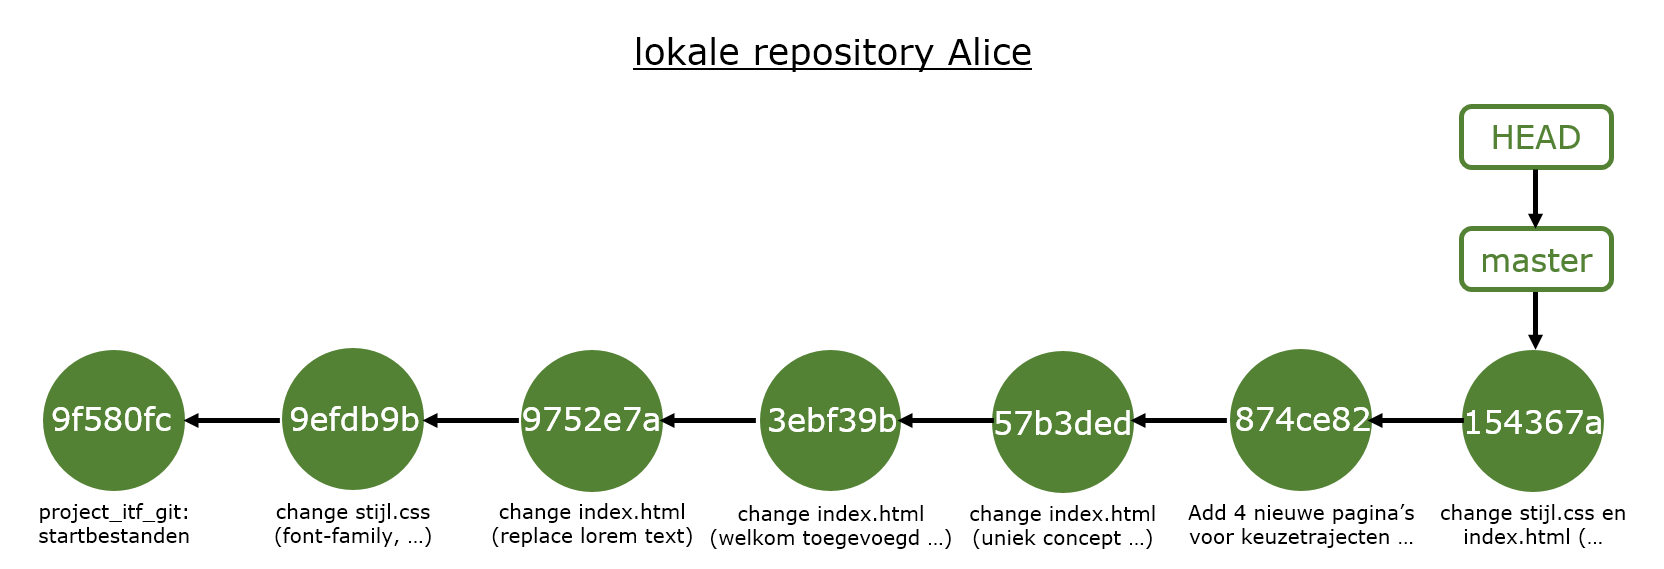 lokale repository Alice
HEAD
master
9f580fc
9efdb9b
9752e7a
3ebf39b
57b3ded
874ce82
154367a
project_itf_git:
startbestanden
change stijl.css
(font-family, …)
change index.html
(replace lorem text)
change index.html
(welkom toegevoegd …)
change index.html
(uniek concept …)
Add 4 nieuwe pagina’s
voor keuzetrajecten …
change stijl.css en
index.html (…